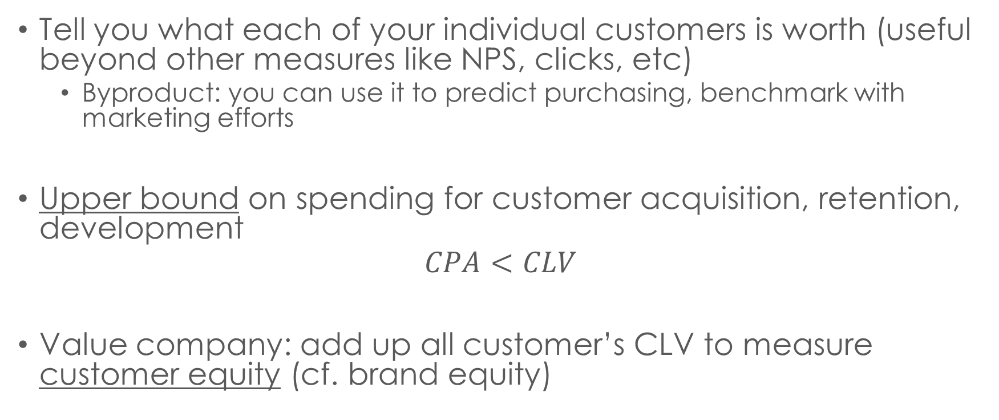 • Tell you what each of your individual customers is worth (useful
beyond other measures like NPS, clicks, etc)
• Byproduct: you can use it to predict purchasing, benchmark with
marketing efforts
• Upper bound on spending for customer acquisition, retention,
development
CPA < CLV
• Value company: add up all customer’s CLV to measure
customer equity (cf. brand equity)